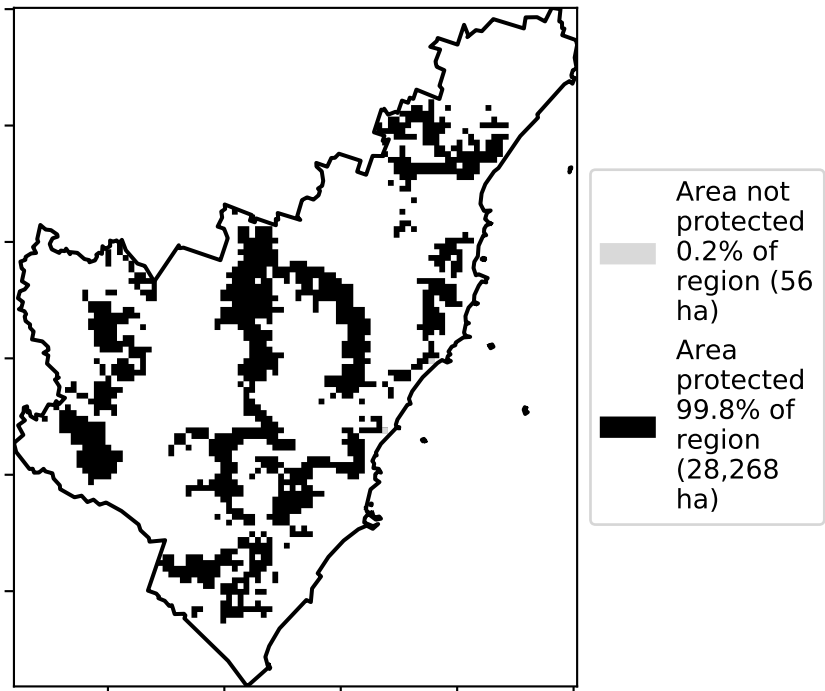 Area not
protected
0.2% of
region (56
ha)
Area
protected
99.8% of
region
(28,268
ha)